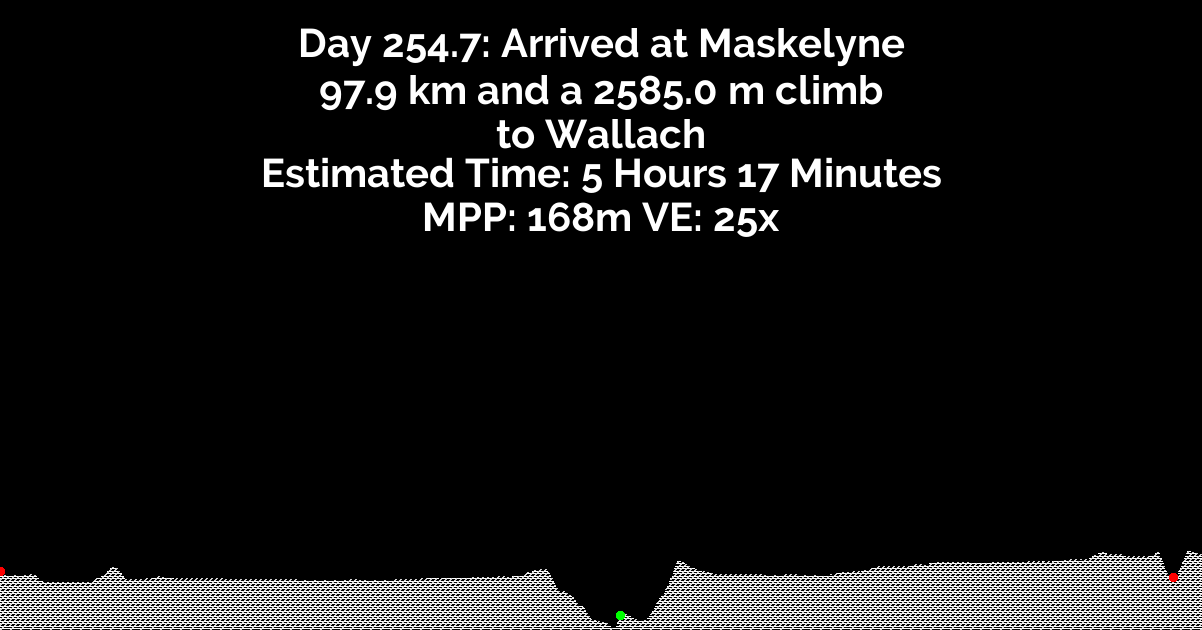 Day 254.7: Arrived at Maskelyne
97.9 km and a 2585.0 m climb
to Wallach
Estimated Time: 5 Hours 17 Minutes
MPP: 168m VE: 25x